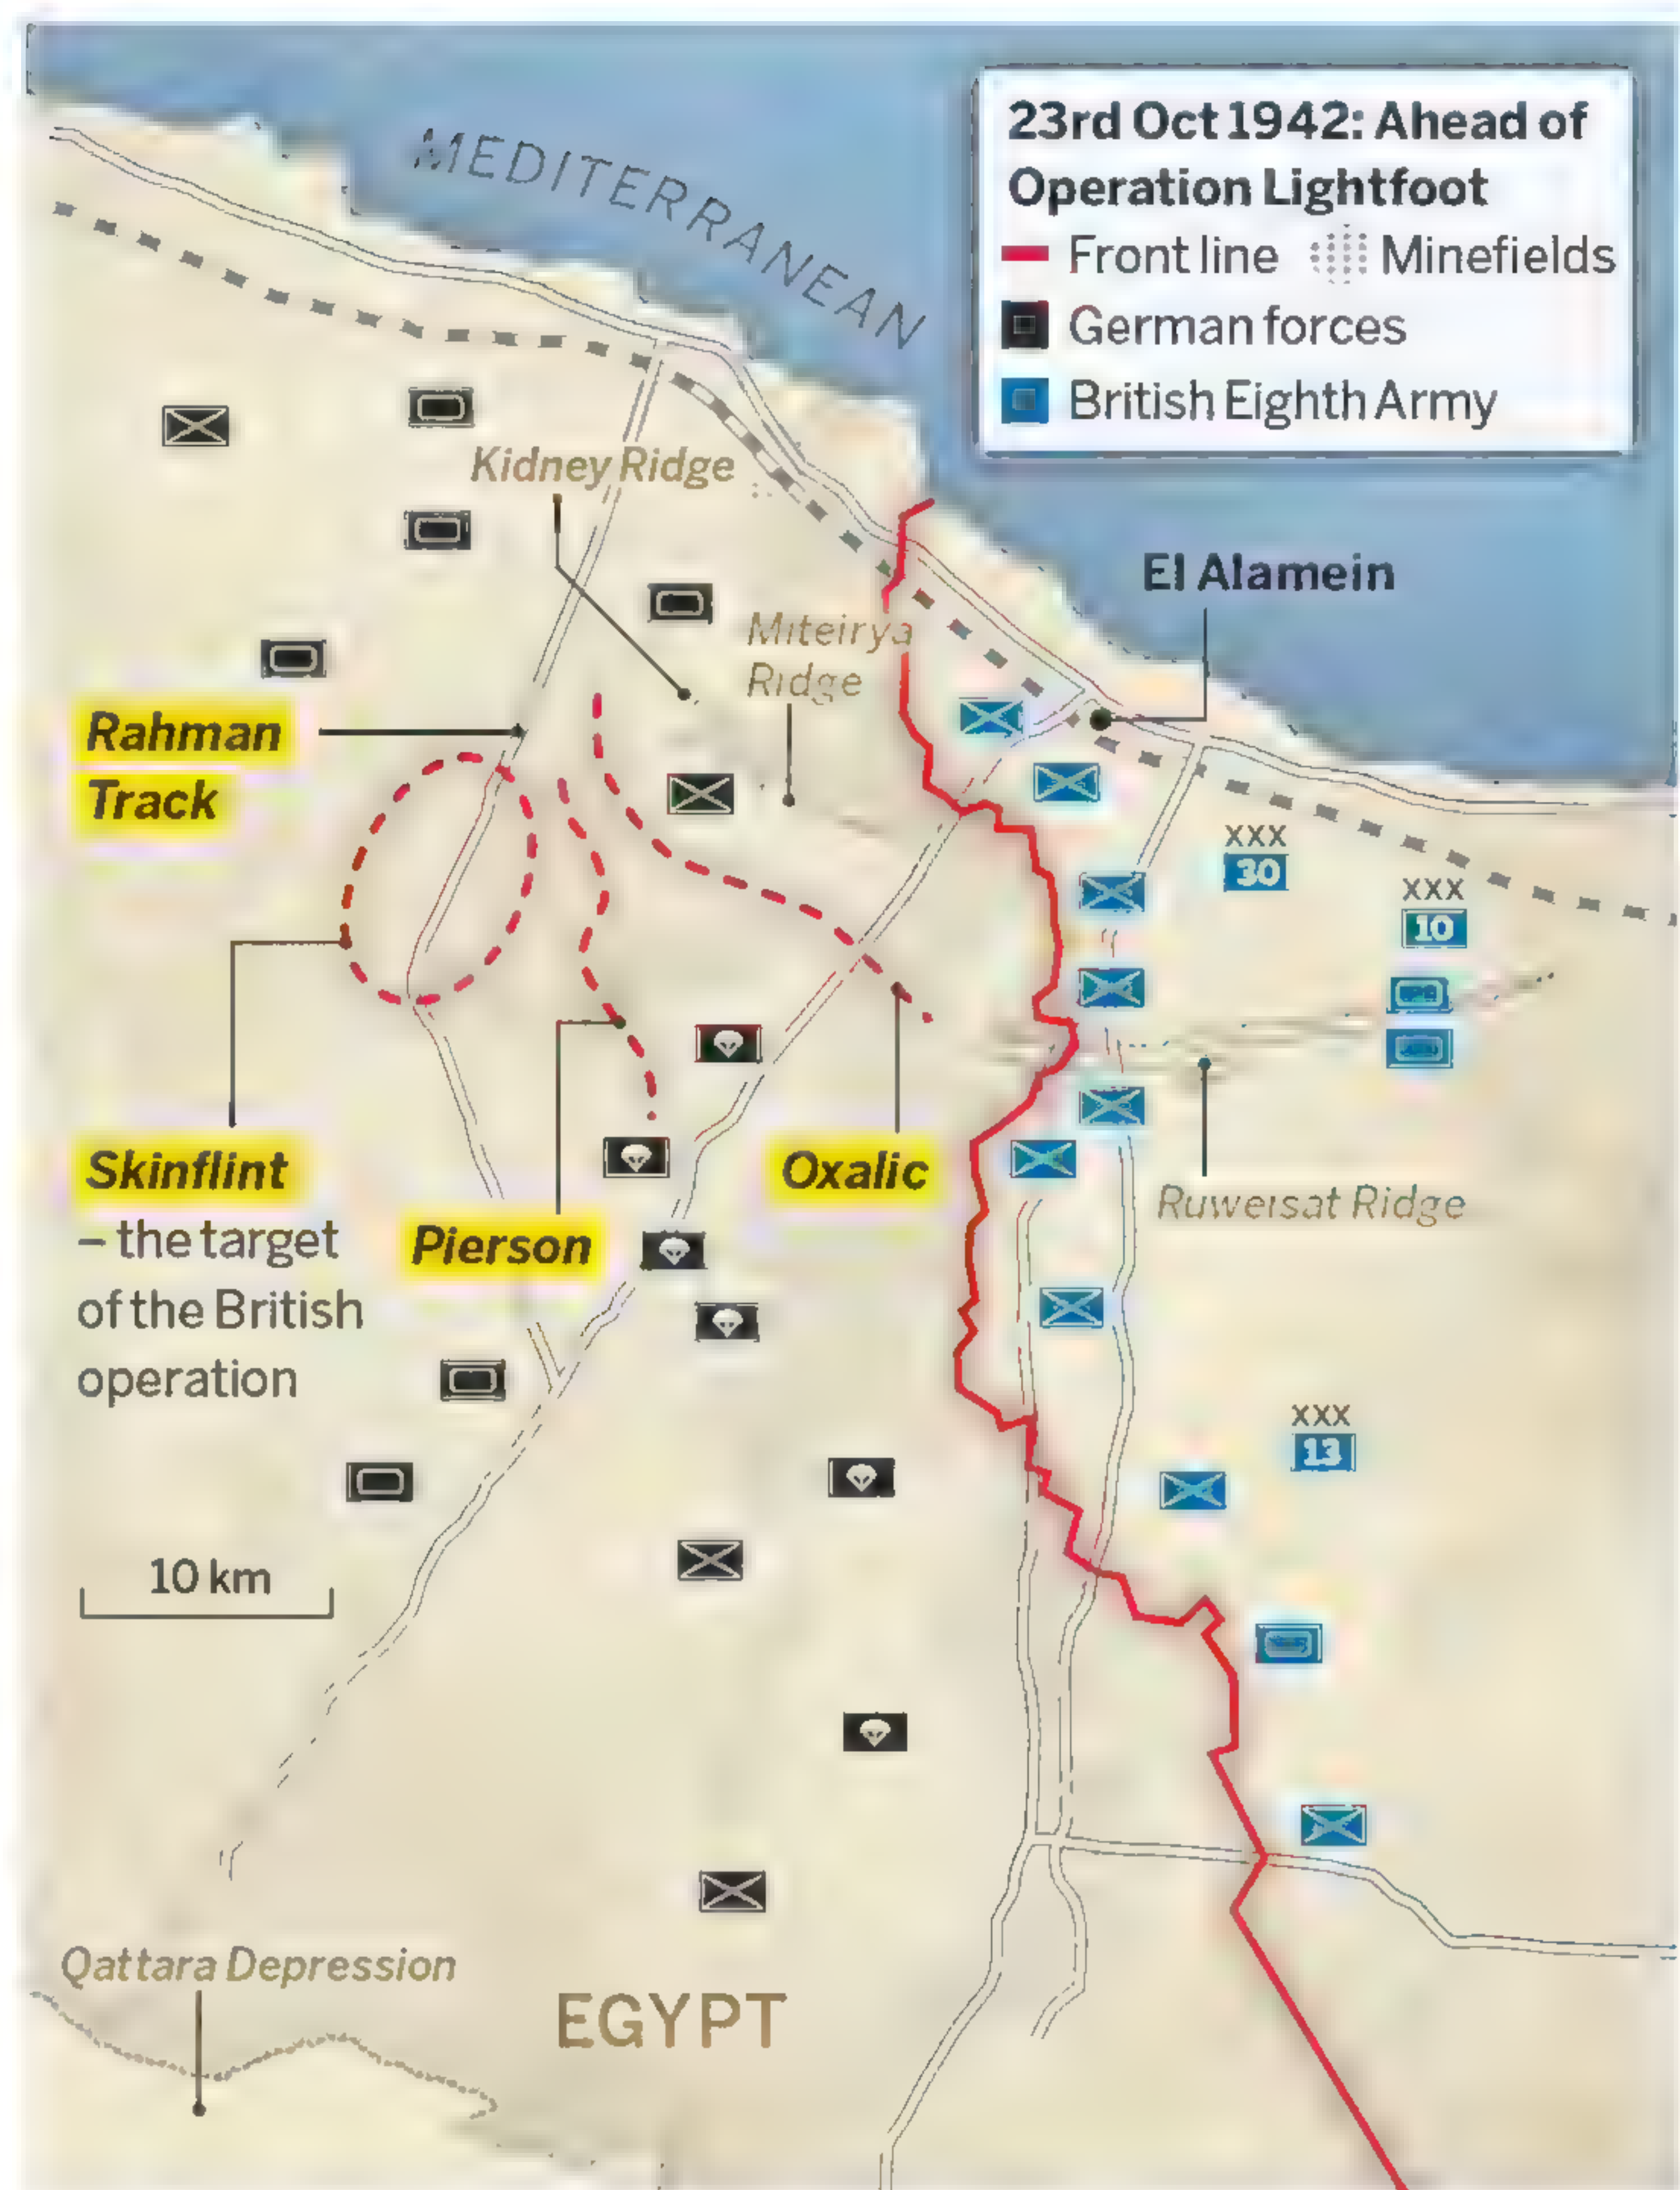 MEDITERRANEAN
23rd Oct 1942: Ahead of
Operation Lightfoot
Front line
Minefields
German forces
British Eighth Army
Kidney Ridge
El Alamein
Miteirya
Ridge
Rahman
Track
XXX
30
XXX
10
Skinflint
– the target
of the British
operation
Pierson
Oxalic
Ruweisat Ridge
XXX
13
10 km
Qattara Depression
EGYPT